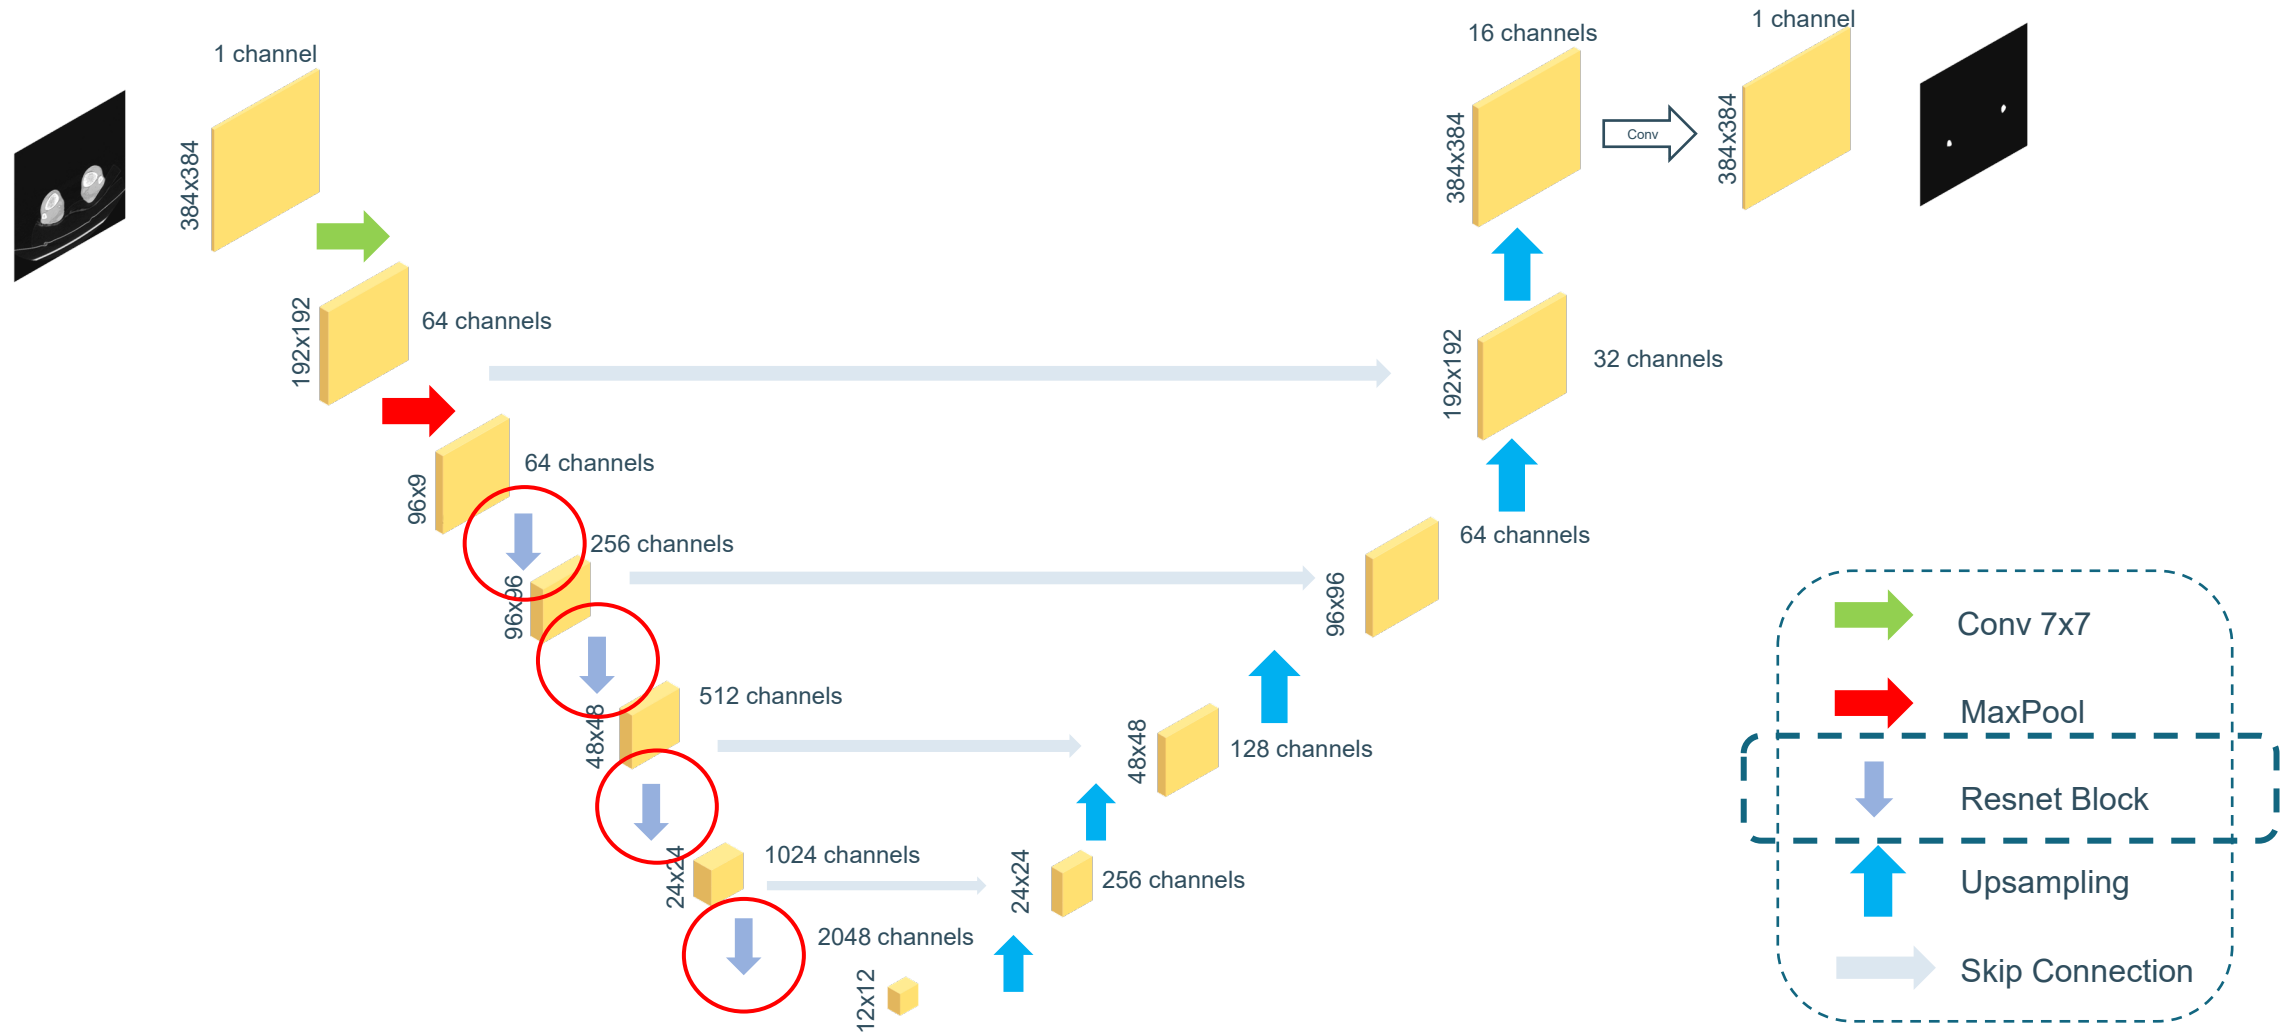 1 channel
384x384
192x192
64 channels
96x9
64 channels
96x96
256 channels
48x48
512 channels
24x24
1024 channels
12x12
2048 channels
24x24
256 channels
48x48
128 channels
96x96
64 channels
192x192
32 channels
16 channels
384x384
Conv
1 channel
384x384
Conv 7x7
MaxPool
Resnet Block
Upsampling
Skip Connection